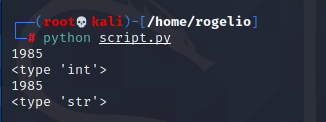 ┌──(root💀kali)-[/home/rogelio]
└─# python script.py
1985
<type 'int'>
1985
<type 'str'>